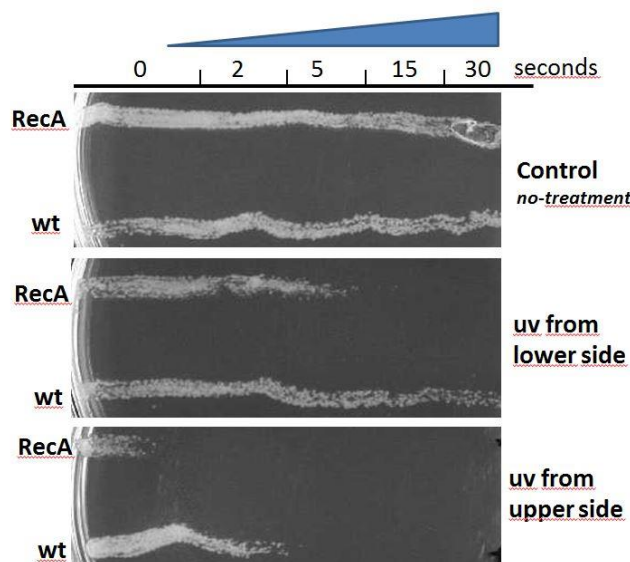 0 2 5 15 30 seconds
RecA
Control
no-treatment
wt
RecA
uv from
lower side
wt
RecA
uv from
upper side
wt